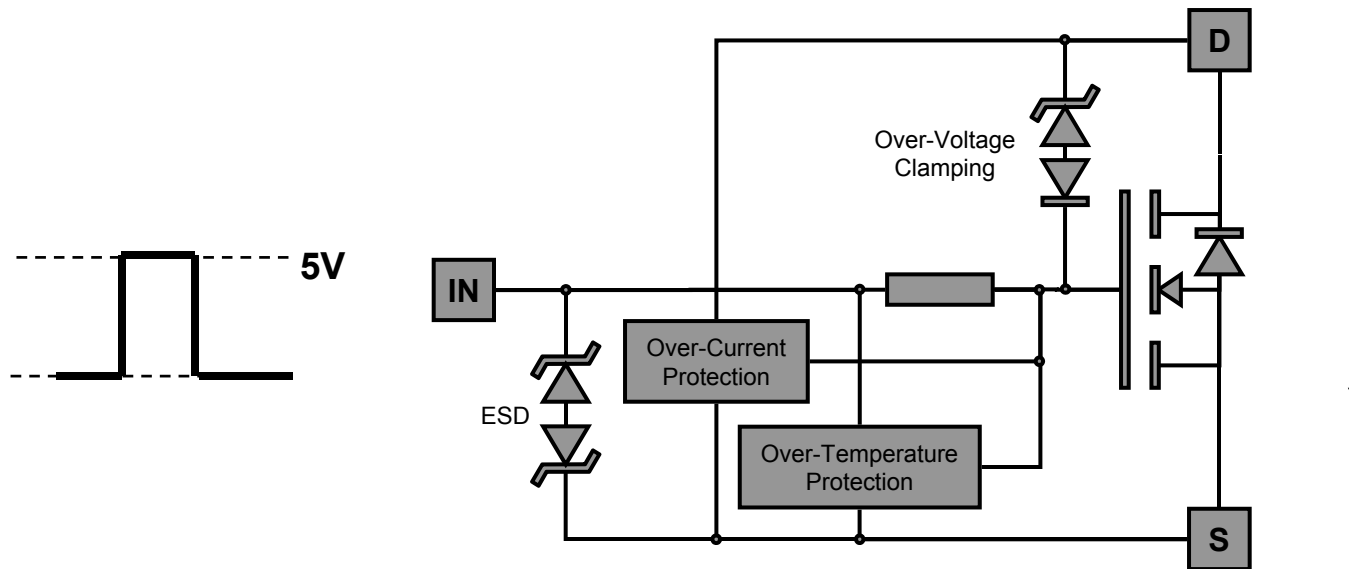 D
Over-Voltage
Clamping
5V
IN
Over-Current
Protection
ESD
Over-Temperature
Protection
S